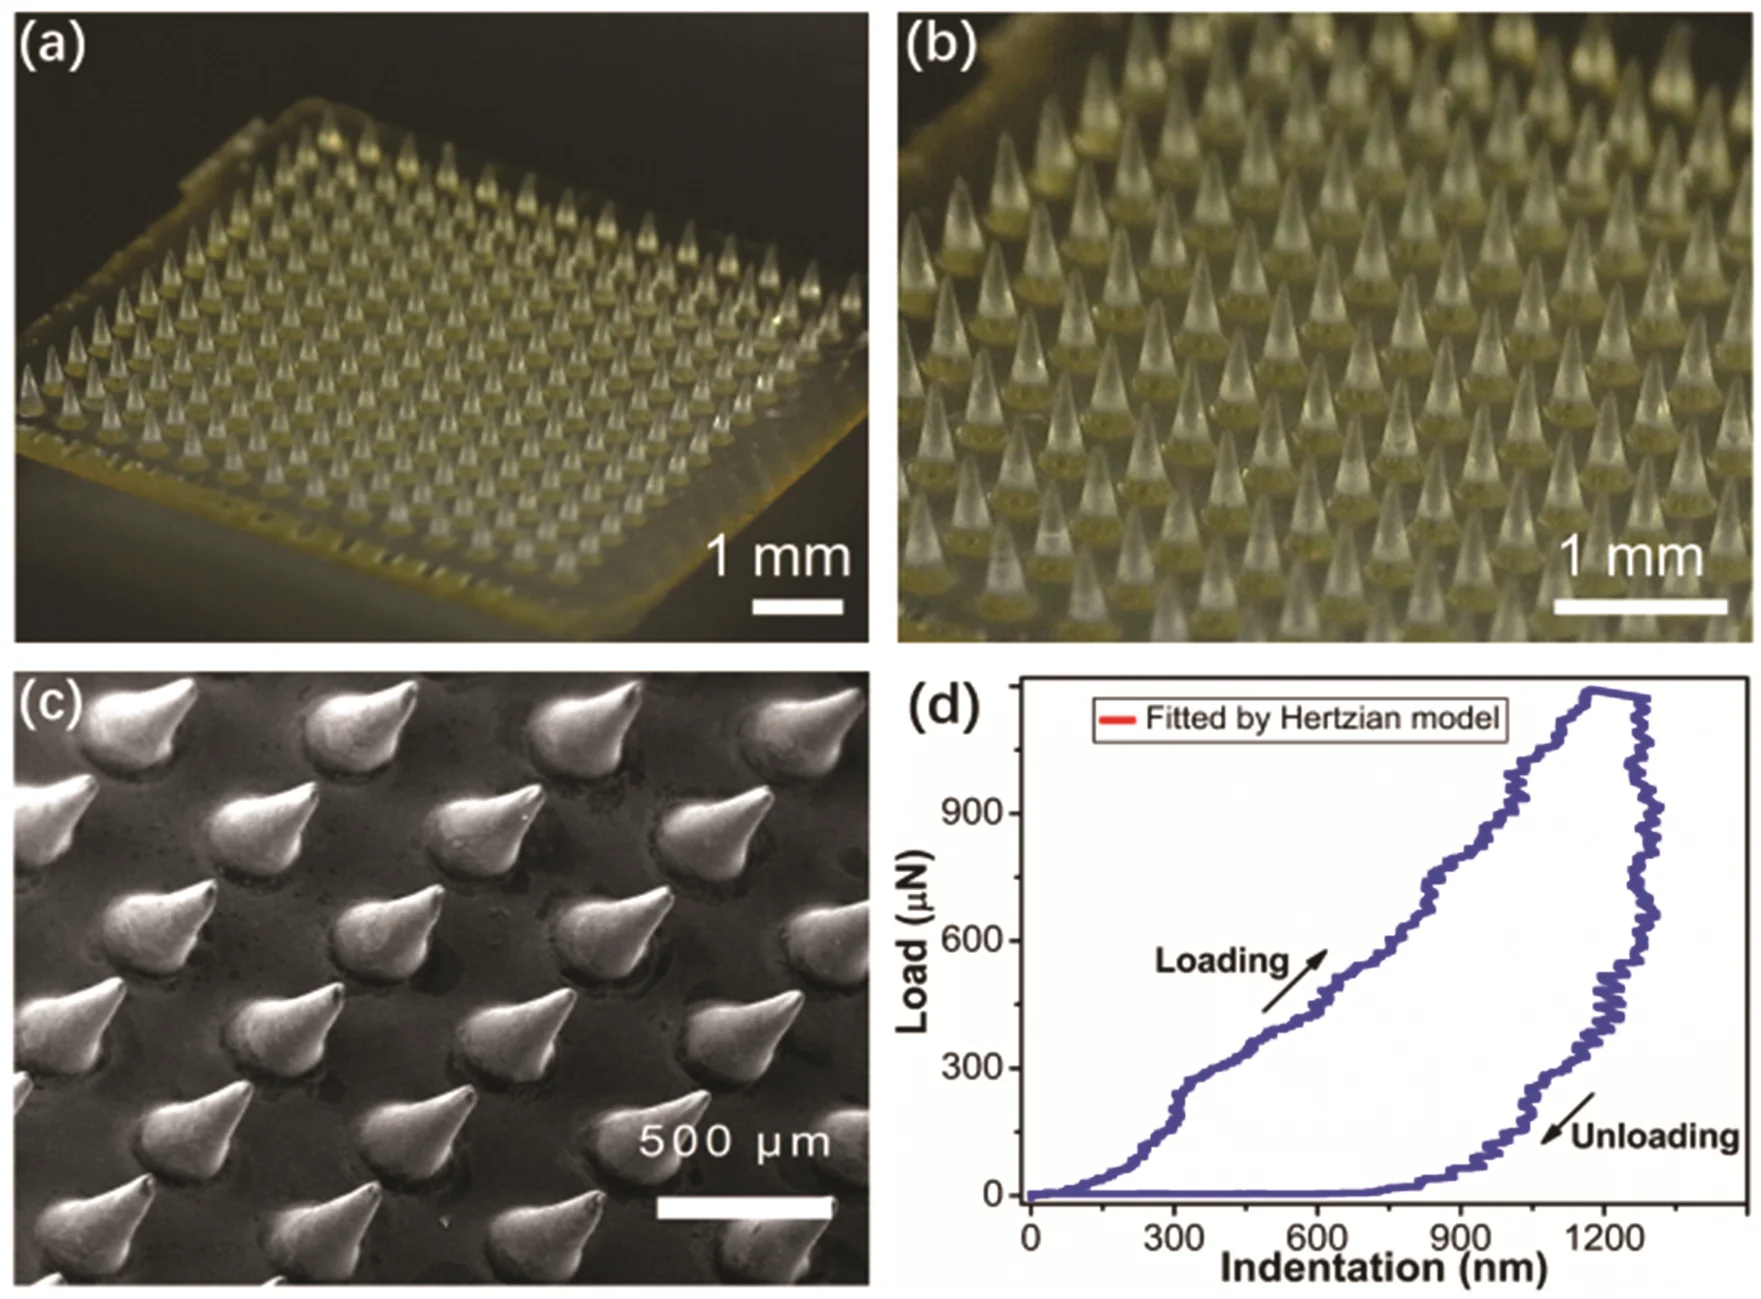 (a)
1 mm
(b)
1 mm
(c)
500 μm
(d)
Fitted by Hertzian model
Load (μN)
900
600
300
0
Loading
Unloading
0 300 600 900 1200
Indentation (nm)